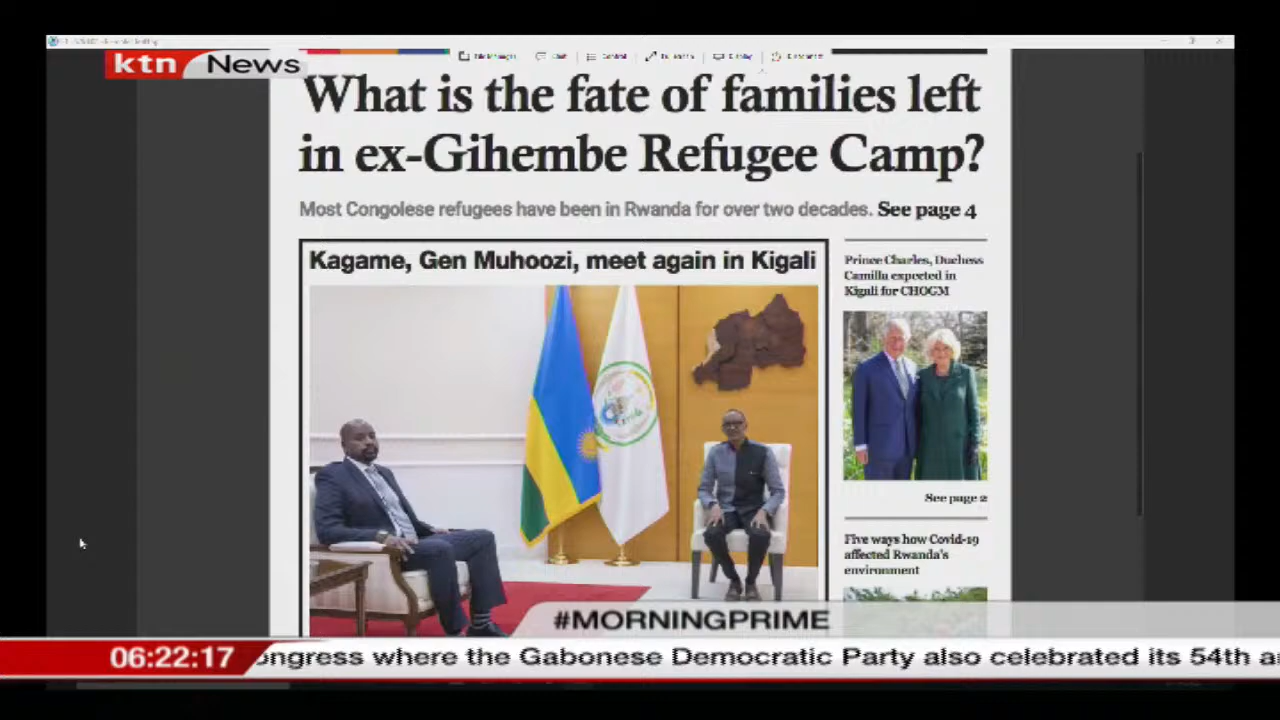 ktn News
What is the fate of families left
in ex-Gihembe Refugee Camp?
Most Congolese refugees have been in Rwanda for over two decades. See page 4
Kagame, Gen Muhoozi, meet again in Kigali
Prince Charles, Duchess
Camilla expected in
Kigali for CHOGM
See page 2
Five ways how Covid-19
affected Rwanda's
environment
#MORNINGPRIME
06:22:17
ongress where the Gabonese Democratic Party also celebrated its 54th a